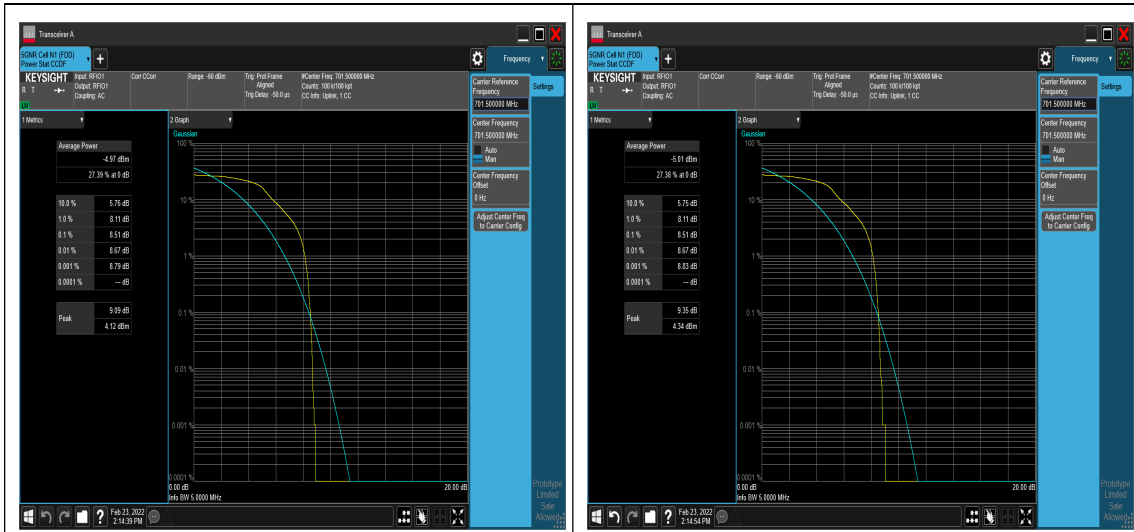 Transceiver A
5GNR Cell N1 (FDD)
Power Stat CCDF
Frequency
KEYSIGHT
R T
Input: RFIO1
Output: RFIO1
Coupling: AC
Corr CCorr
Range: -60 dBm
Trig: Prot Frame
Aligned
Trig Delay: -50.0 µs
#Center Freq: 701.500000 MHz
Counts: 100 k/100 kpt
CC Info: Uplink, 1 CC
Carrier Reference
Frequency
701.500000 MHz
Settings
Center Frequency
701.500000 MHz
Auto
Man
Center Frequency
Offset
0 Hz
Adjust Center Freq
to Carrier Config
1 Metrics
Average Power
-4.97 dBm
27.39 % at 0 dB
10.0 % 5.76 dB
1.0 % 8.11 dB
0.1 % 8.51 dB
0.01 % 8.67 dB
0.001 % 8.79 dB
0.0001 % --- dB
Peak
9.09 dB
4.12 dBm
2 Graph
Gaussian
100 %
10 %
1 %
0.1 %
0.01 %
0.001 %
0.0001 %
0.00 dB
20.00 dB
Info BW 5.0000 MHz
Prototype
Limited
Sale
Allowed
?
Feb 23, 2022
2:14:39 PM
Transceiver A
5GNR Cell N1 (FDD)
Power Stat CCDF
Frequency
KEYSIGHT
R T
Input: RFIO1
Output: RFIO1
Coupling: AC
Corr CCorr
Range: -60 dBm
Trig: Prot Frame
Aligned
Trig Delay: -50.0 µs
#Center Freq: 701.500000 MHz
Counts: 100 k/100 kpt
CC Info: Uplink, 1 CC
Carrier Reference
Frequency
701.500000 MHz
Settings
Center Frequency
701.500000 MHz
Auto
Man
Center Frequency
Offset
0 Hz
Adjust Center Freq
to Carrier Config
1 Metrics
Average Power
-5.01 dBm
27.38 % at 0 dB
10.0 % 5.75 dB
1.0 % 8.11 dB
0.1 % 8.51 dB
0.01 % 8.67 dB
0.001 % 8.83 dB
0.0001 % --- dB
Peak
9.35 dB
4.34 dBm
2 Graph
Gaussian
100 %
10 %
1 %
0.1 %
0.01 %
0.001 %
0.0001 %
0.00 dB
20.00 dB
Info BW 5.0000 MHz
Prototype
Limited
Sale
Allowed
?
Feb 23, 2022
2:14:54 PM